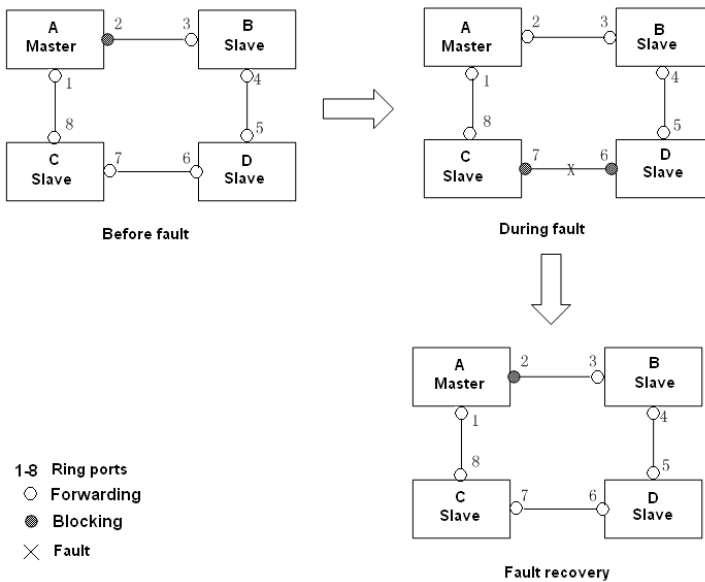 A
Master
2
3
B
Slave
1
4
8
5
C
Slave
7
6
D
Slave
Before fault
A
Master
2
3
B
Slave
1
4
8
5
C
Slave
7
X
6
D
Slave
During fault
A
Master
2
3
B
Slave
1
4
8
5
C
Slave
7
6
D
Slave
Fault recovery
1-8 Ring ports
Forwarding
Blocking
Fault